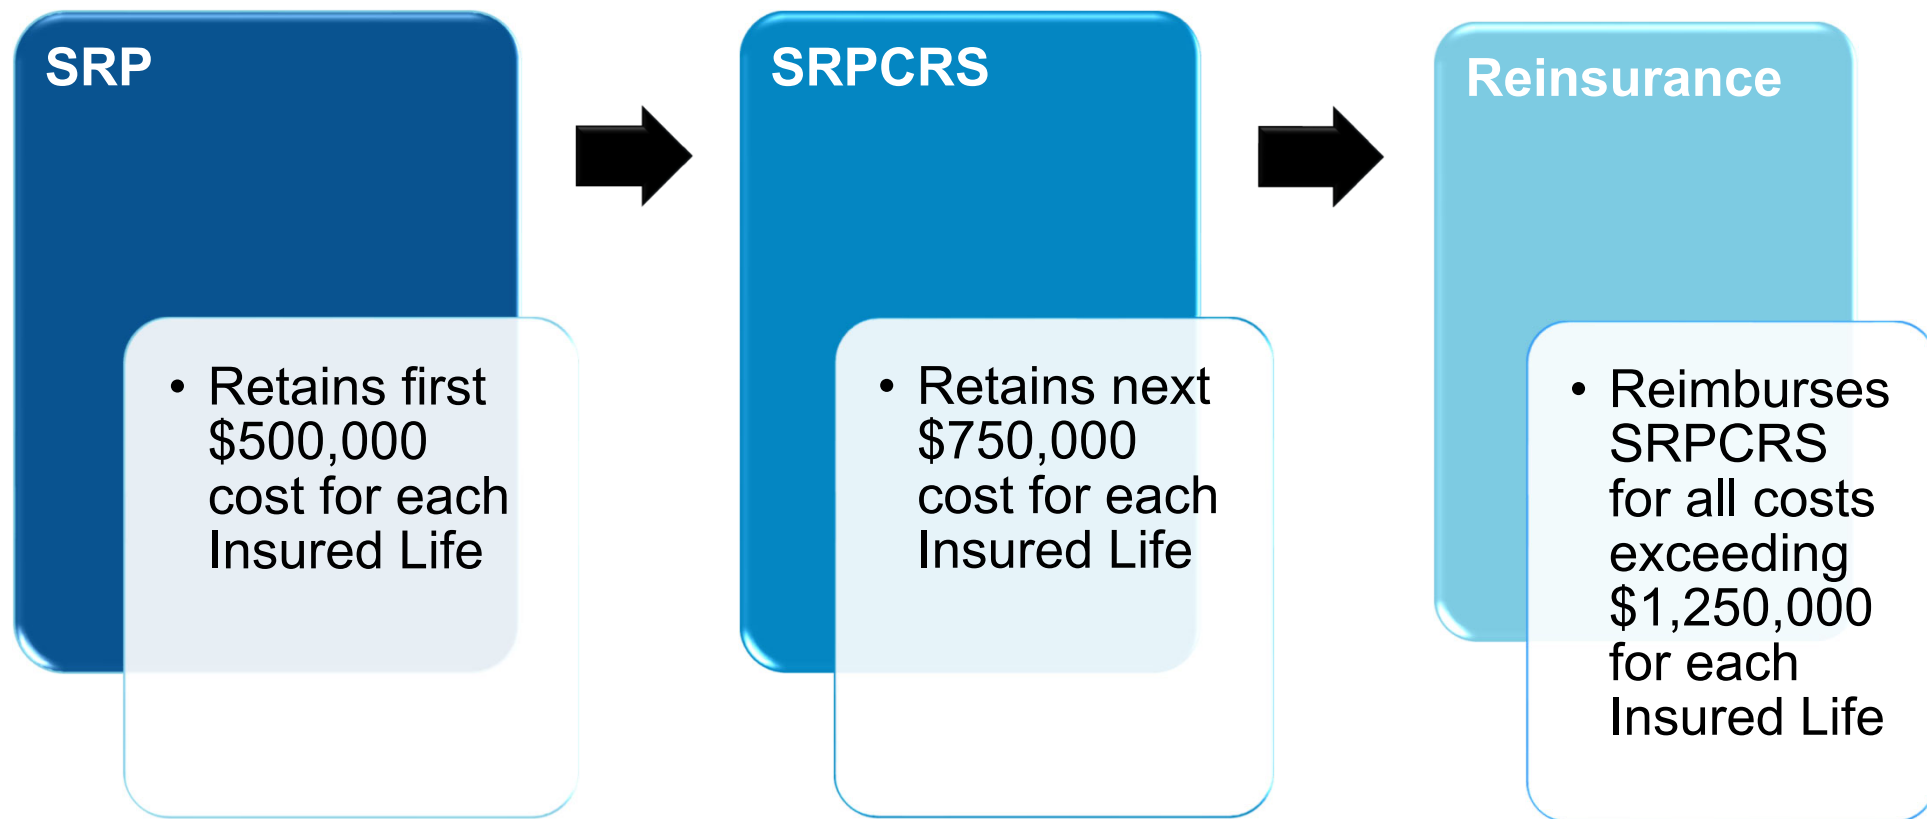 SRP
• Retains first
$500,000
cost for each
Insured Life
SRPCRS
• Retains next
$750,000
cost for each
Insured Life
Reinsurance
• Reimburses
SRPCRS
for all costs
exceeding
$1,250,000
for each
Insured Life